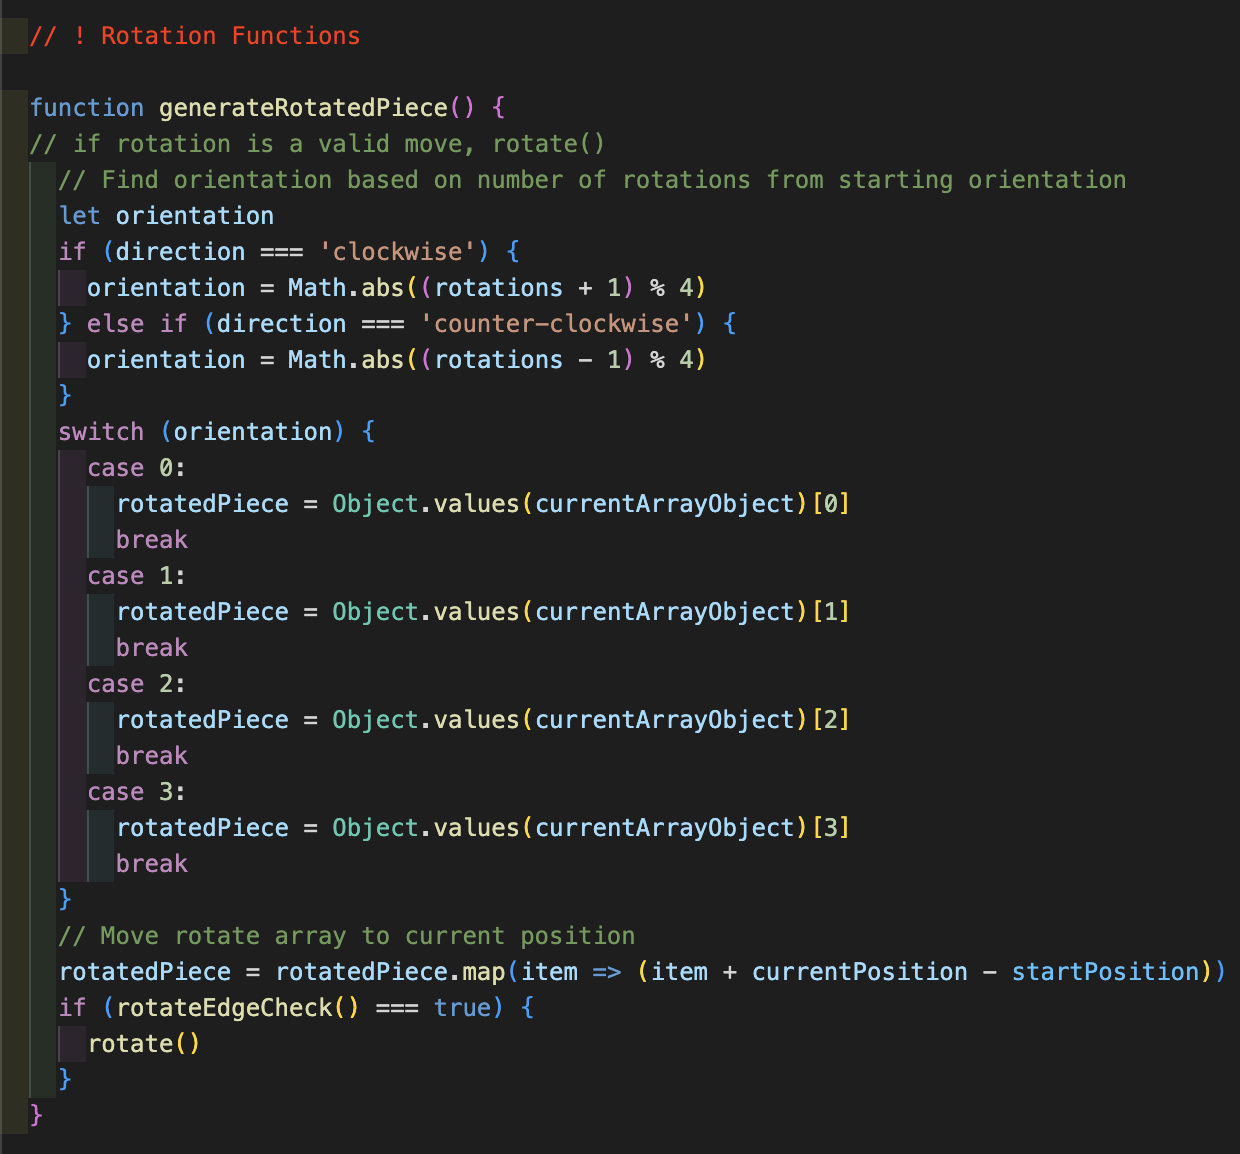 // ! Rotation Functions
function generateRotatedPiece() {
// if rotation is a valid move, rotate()
// Find orientation based on number of rotations from starting orientation
let orientation
if (direction === 'clockwise') {
orientation = Math.abs((rotations + 1) % 4)
} else if (direction === 'counter-clockwise') {
orientation = Math.abs((rotations - 1) % 4)
}
switch (orientation) {
case 0:
rotatedPiece = Object.values(currentArrayObject)[0]
break
case 1:
rotatedPiece = Object.values(currentArrayObject)[1]
break
case 2:
rotatedPiece = Object.values(currentArrayObject)[2]
break
case 3:
rotatedPiece = Object.values(currentArrayObject)[3]
break
}
// Move rotate array to current position
rotatedPiece = rotatedPiece.map(item => (item + currentPosition - startPosition))
if (rotateEdgeCheck() === true) {
rotate()
}
}